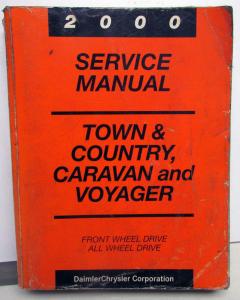 2000
SERVICE
MANUAL
TOWN &
COUNTRY,
CARAVAN and
VOYAGER
FRONT WHEEL DRIVE
ALL WHEEL DRIVE
DaimlerChrysler Corporation